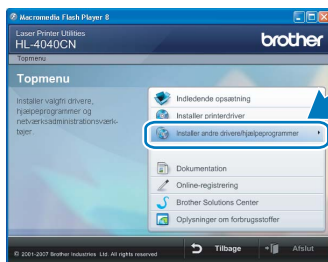 Macromedia Flash Player 8
Laser Printer Utilities
HL-4040CN
brother
Topmenu
Topmenu
Installer valgfri drivere,
hjælpeprogrammer og
netværksadministrationsværk-
tøjer.
Indledende opsætning
Installer printerdriver
Installer andre drivere/hjælpeprogrammer
Dokumentation
Online-registrering
Brother Solutions Center
Oplysninger om forbrugsstoffer
© 2001-2007 Brother Industries Ltd. All rights reserved
Tilbage
Afslut